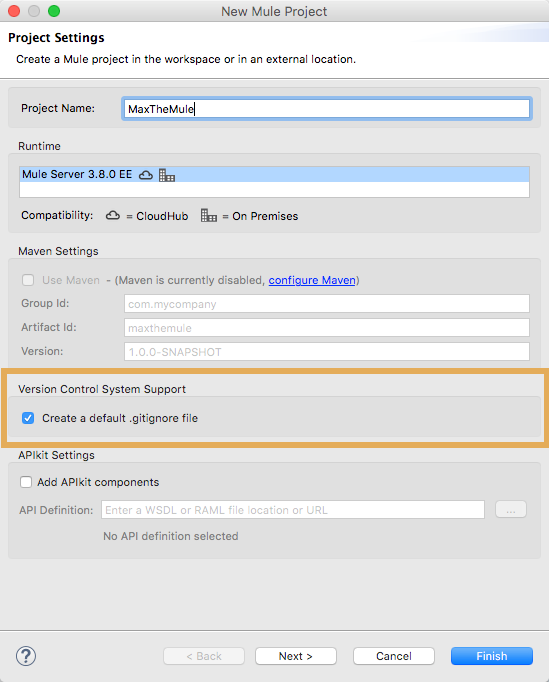 New Mule Project
Project Settings
Create a Mule project in the workspace or in an external location.
Project Name: MaxTheMule
Runtime
Mule Server 3.8.0 EE
Compatibility: = CloudHub = On Premises
Maven Settings
Use Maven - (Maven is currently disabled, configure Maven)
Group Id: com.mycompany
Artifact Id: maxthemule
Version: 1.0.0-SNAPSHOT
Version Control System Support
Create a default .gitignore file
APIkit Settings
Add APIkit components
API Definition: Enter a WSDL or RAML file location or URL ...
No API definition selected
? < Back Next > Cancel Finish